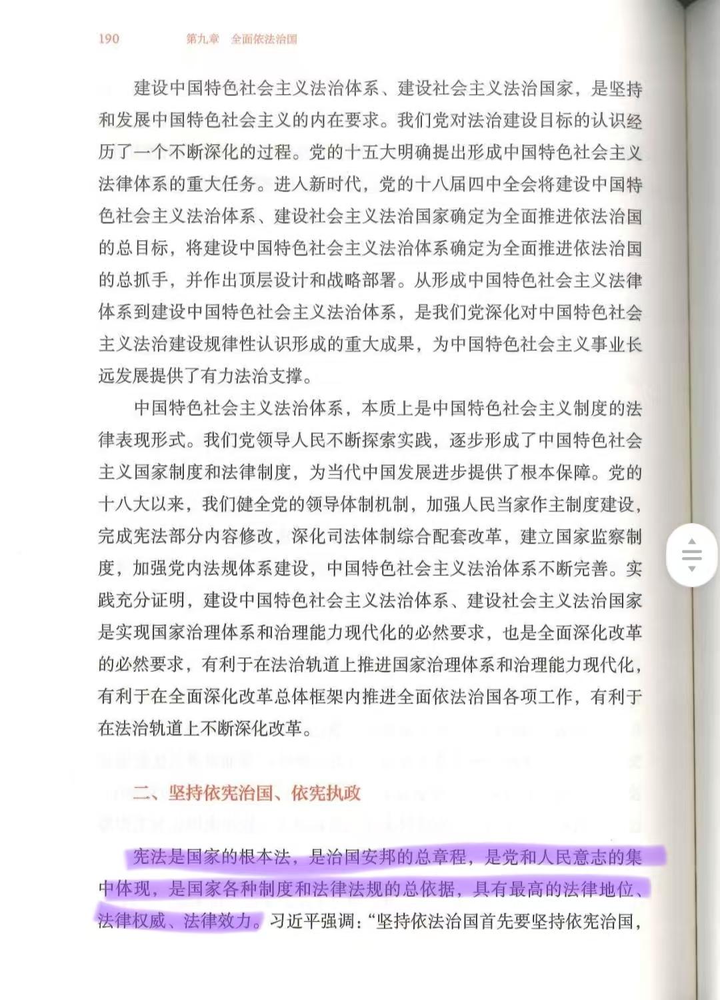 190 第九章 全面依法治国
建设中国特色社会主义法治体系、建设社会主义法治国家，是坚持
和发展中国特色社会主义的内在要求。我们党对法治建设目标的认识经
历了一个不断深化的过程。党的十五大明确提出形成中国特色社会主义
法律体系的重大任务。进入新时代，党的十八届四中全会将建设中国特
色社会主义法治体系、建设社会主义法治国家确定为全面推进依法治国
的总目标，将建设中国特色社会主义法治体系确定为全面推进依法治国
的总抓手，并作出顶层设计和战略部署。从形成中国特色社会主义法律
体系到建设中国特色社会主义法治体系，是我们党深化对中国特色社会
主义法治建设规律性认识形成的重大成果，为中国特色社会主义事业长
远发展提供了有力法治支撑。
中国特色社会主义法治体系，本质上是中国特色社会主义制度的法
律表现形式。我们党领导人民不断探索实践，逐步形成了中国特色社会
主义国家制度和法律制度，为当代中国发展进步提供了根本保障。党的
十八大以来，我们健全党的领导体制机制，加强人民当家作主制度建设，
完成宪法部分内容修改，深化司法体制综合配套改革，建立国家监察制
度，加强党内法规体系建设，中国特色社会主义法治体系不断完善。实
践充分证明，建设中国特色社会主义法治体系、建设社会主义法治国家
是实现国家治理体系和治理能力现代化的必然要求，也是全面深化改革
的必然要求，有利于在法治轨道上推进国家治理体系和治理能力现代化，
有利于在全面深化改革总体框架内推进全面依法治国各项工作，有利于
在法治轨道上不断深化改革。
二、坚持依宪治国、依宪执政
宪法是国家的根本法，是治国安邦的总章程，是党和人民意志的集
中体现，是国家各种制度和法律法规的总依据，具有最高的法律地位、
法律权威、法律效力。习近平强调：“坚持依法治国首先要坚持依宪治国，